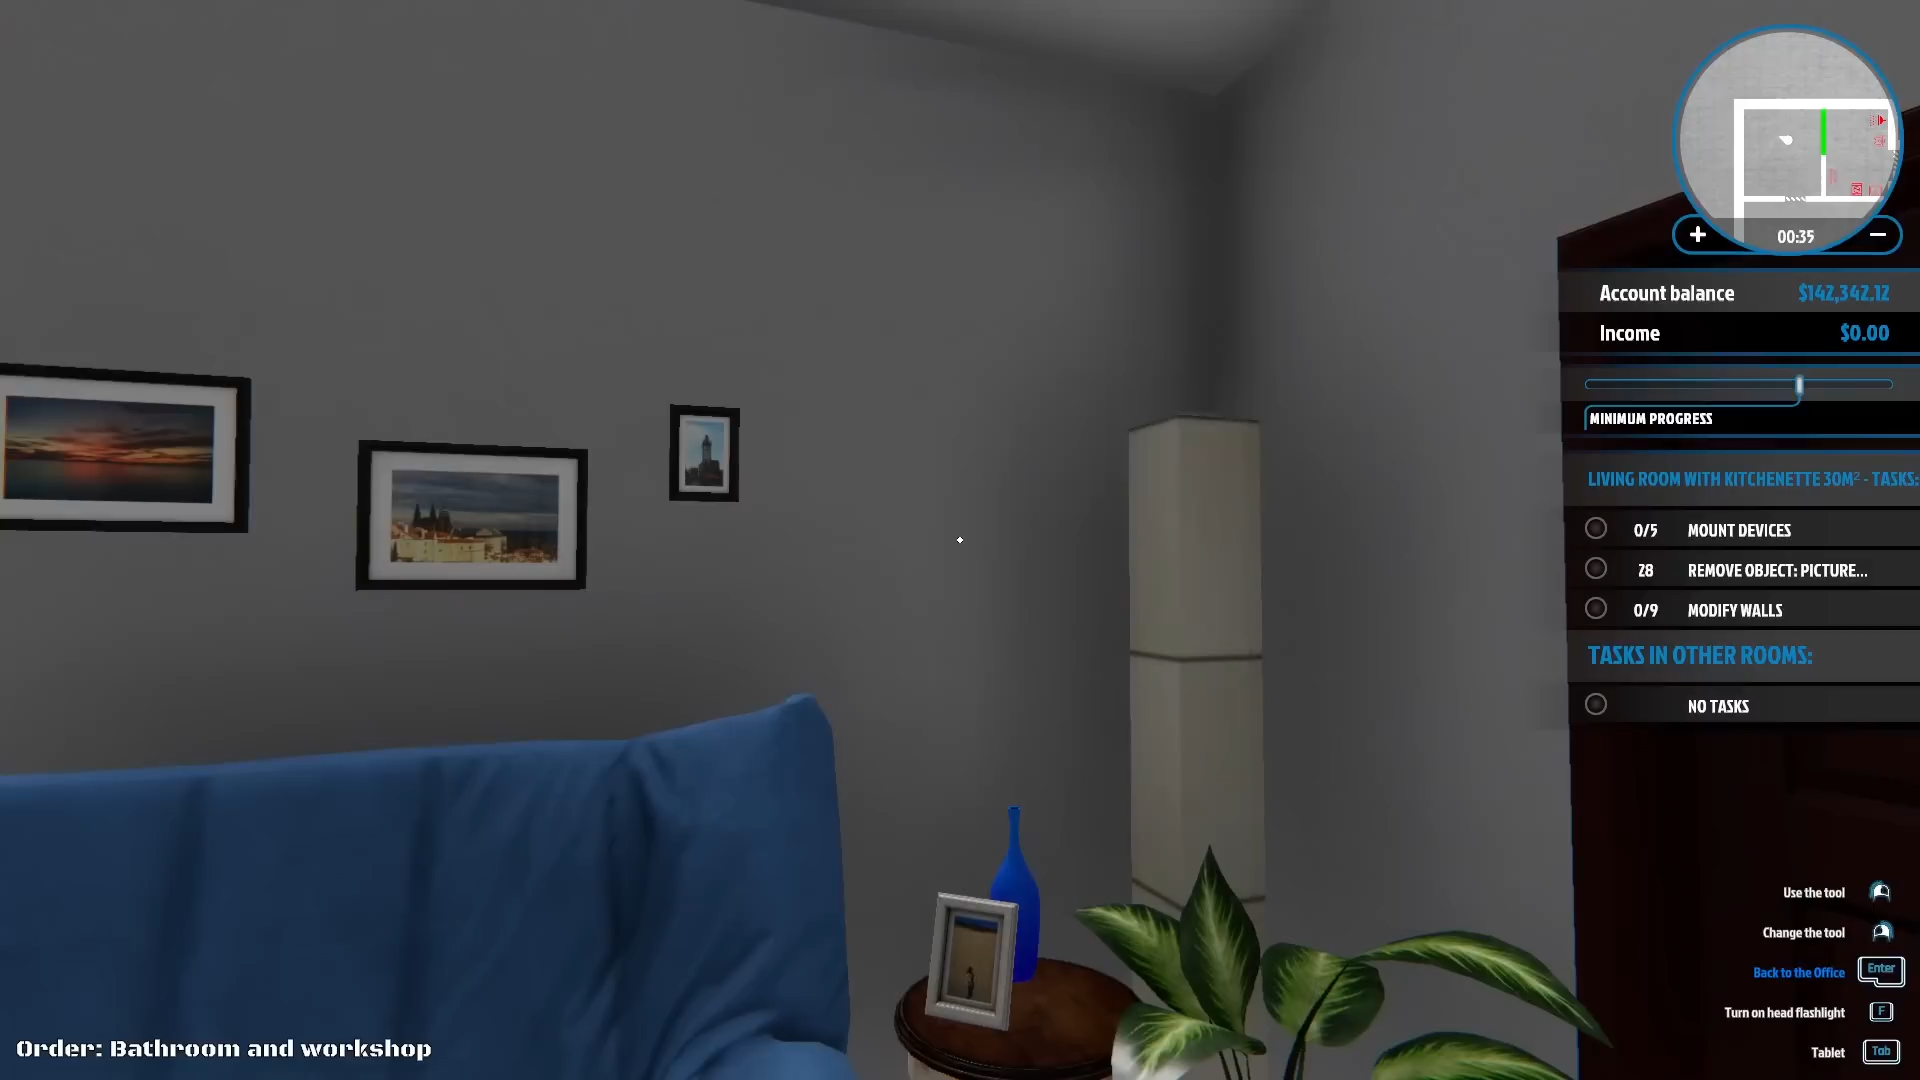 00:35
Account balance $142,342.12
Income $0.00
MINIMUM PROGRESS
LIVING ROOM WITH KITCHENETTE 30M² - TASKS:
0/5 MOUNT DEVICES
28 REMOVE OBJECT: PICTURE...
0/9 MODIFY WALLS
TASKS IN OTHER ROOMS:
NO TASKS
Use the tool
Change the tool
Back to the Office Enter
Turn on head flashlight F
Tablet Tab
Order: Bathroom and workshop